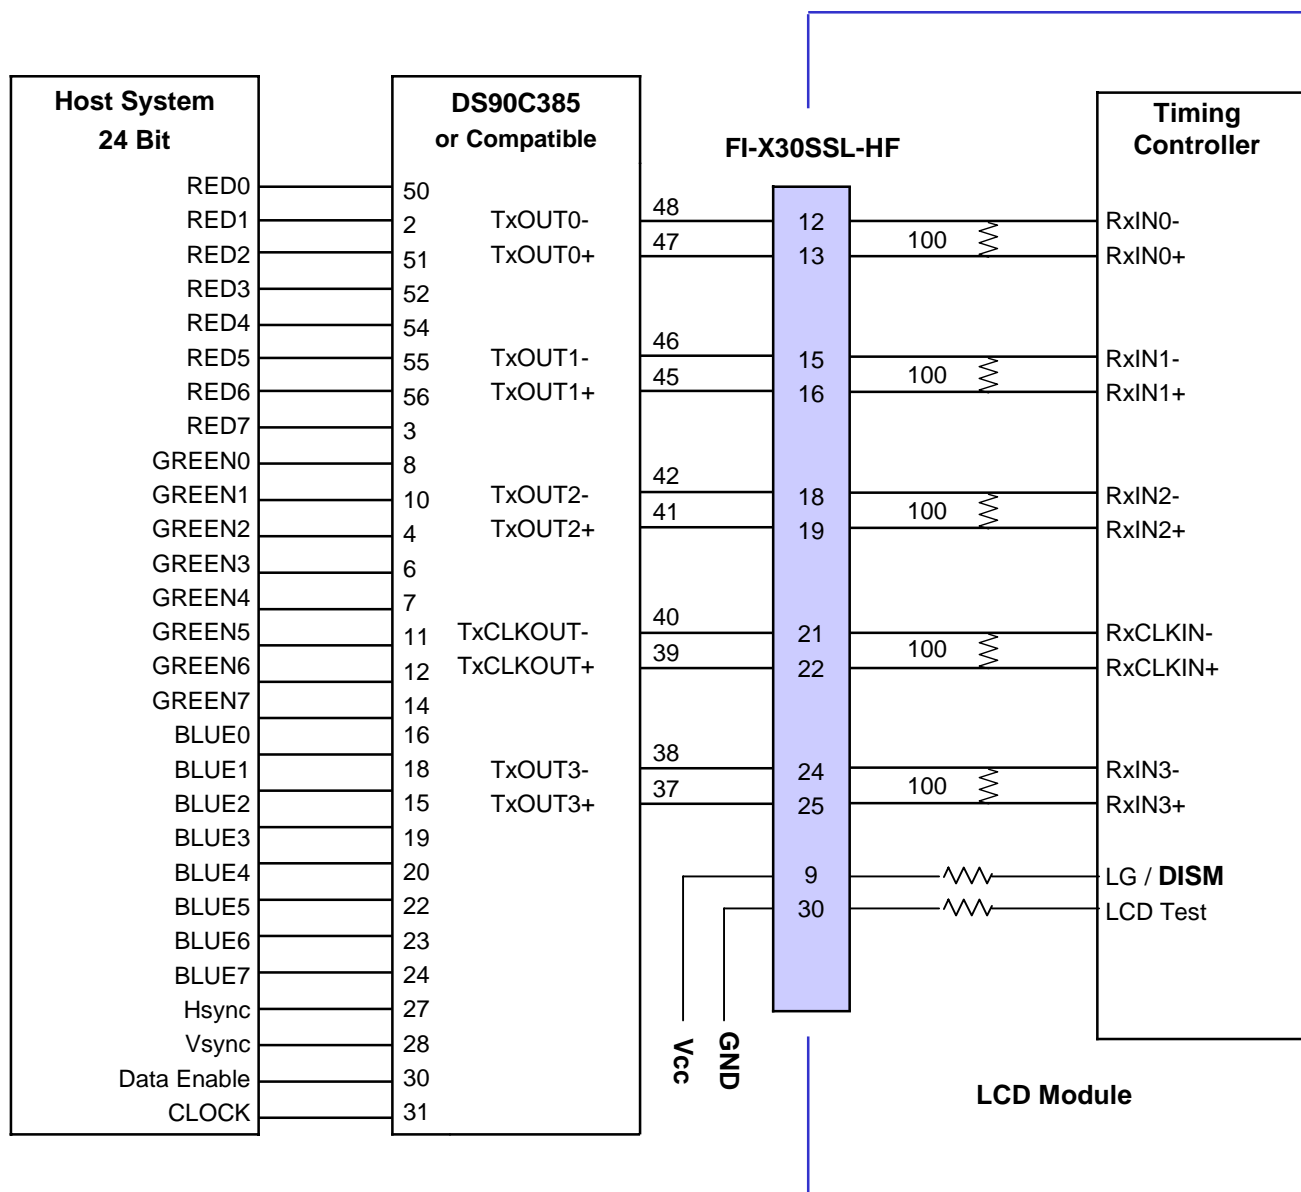 Host System
24 Bit
RED0
RED1
RED2
RED3
RED4
RED5
RED6
RED7
GREEN0
GREEN1
GREEN2
GREEN3
GREEN4
GREEN5
GREEN6
GREEN7
BLUE0
BLUE1
BLUE2
BLUE3
BLUE4
BLUE5
BLUE6
BLUE7
Hsync
Vsync
Data Enable
CLOCK
DS90C385
or Compatible
50
2
51
52
54
55
56
3
8
10
4
6
7
11
12
14
16
18
15
19
20
22
23
24
27
28
30
31
TxOUT0-
TxOUT0+
TxOUT1-
TxOUT1+
TxOUT2-
TxOUT2+
TxCLKOUT-
TxCLKOUT+
TxOUT3-
TxOUT3+
48
47
46
45
42
41
40
39
38
37
Vcc
GND
FI-X30SSL-HF
12
13
15
16
18
19
21
22
24
25
9
30
100
100
100
100
100
Timing
Controller
RxIN0-
RxIN0+
RxIN1-
RxIN1+
RxIN2-
RxIN2+
RxCLKIN-
RxCLKIN+
RxIN3-
RxIN3+
LG / DISM
LCD Test
LCD Module